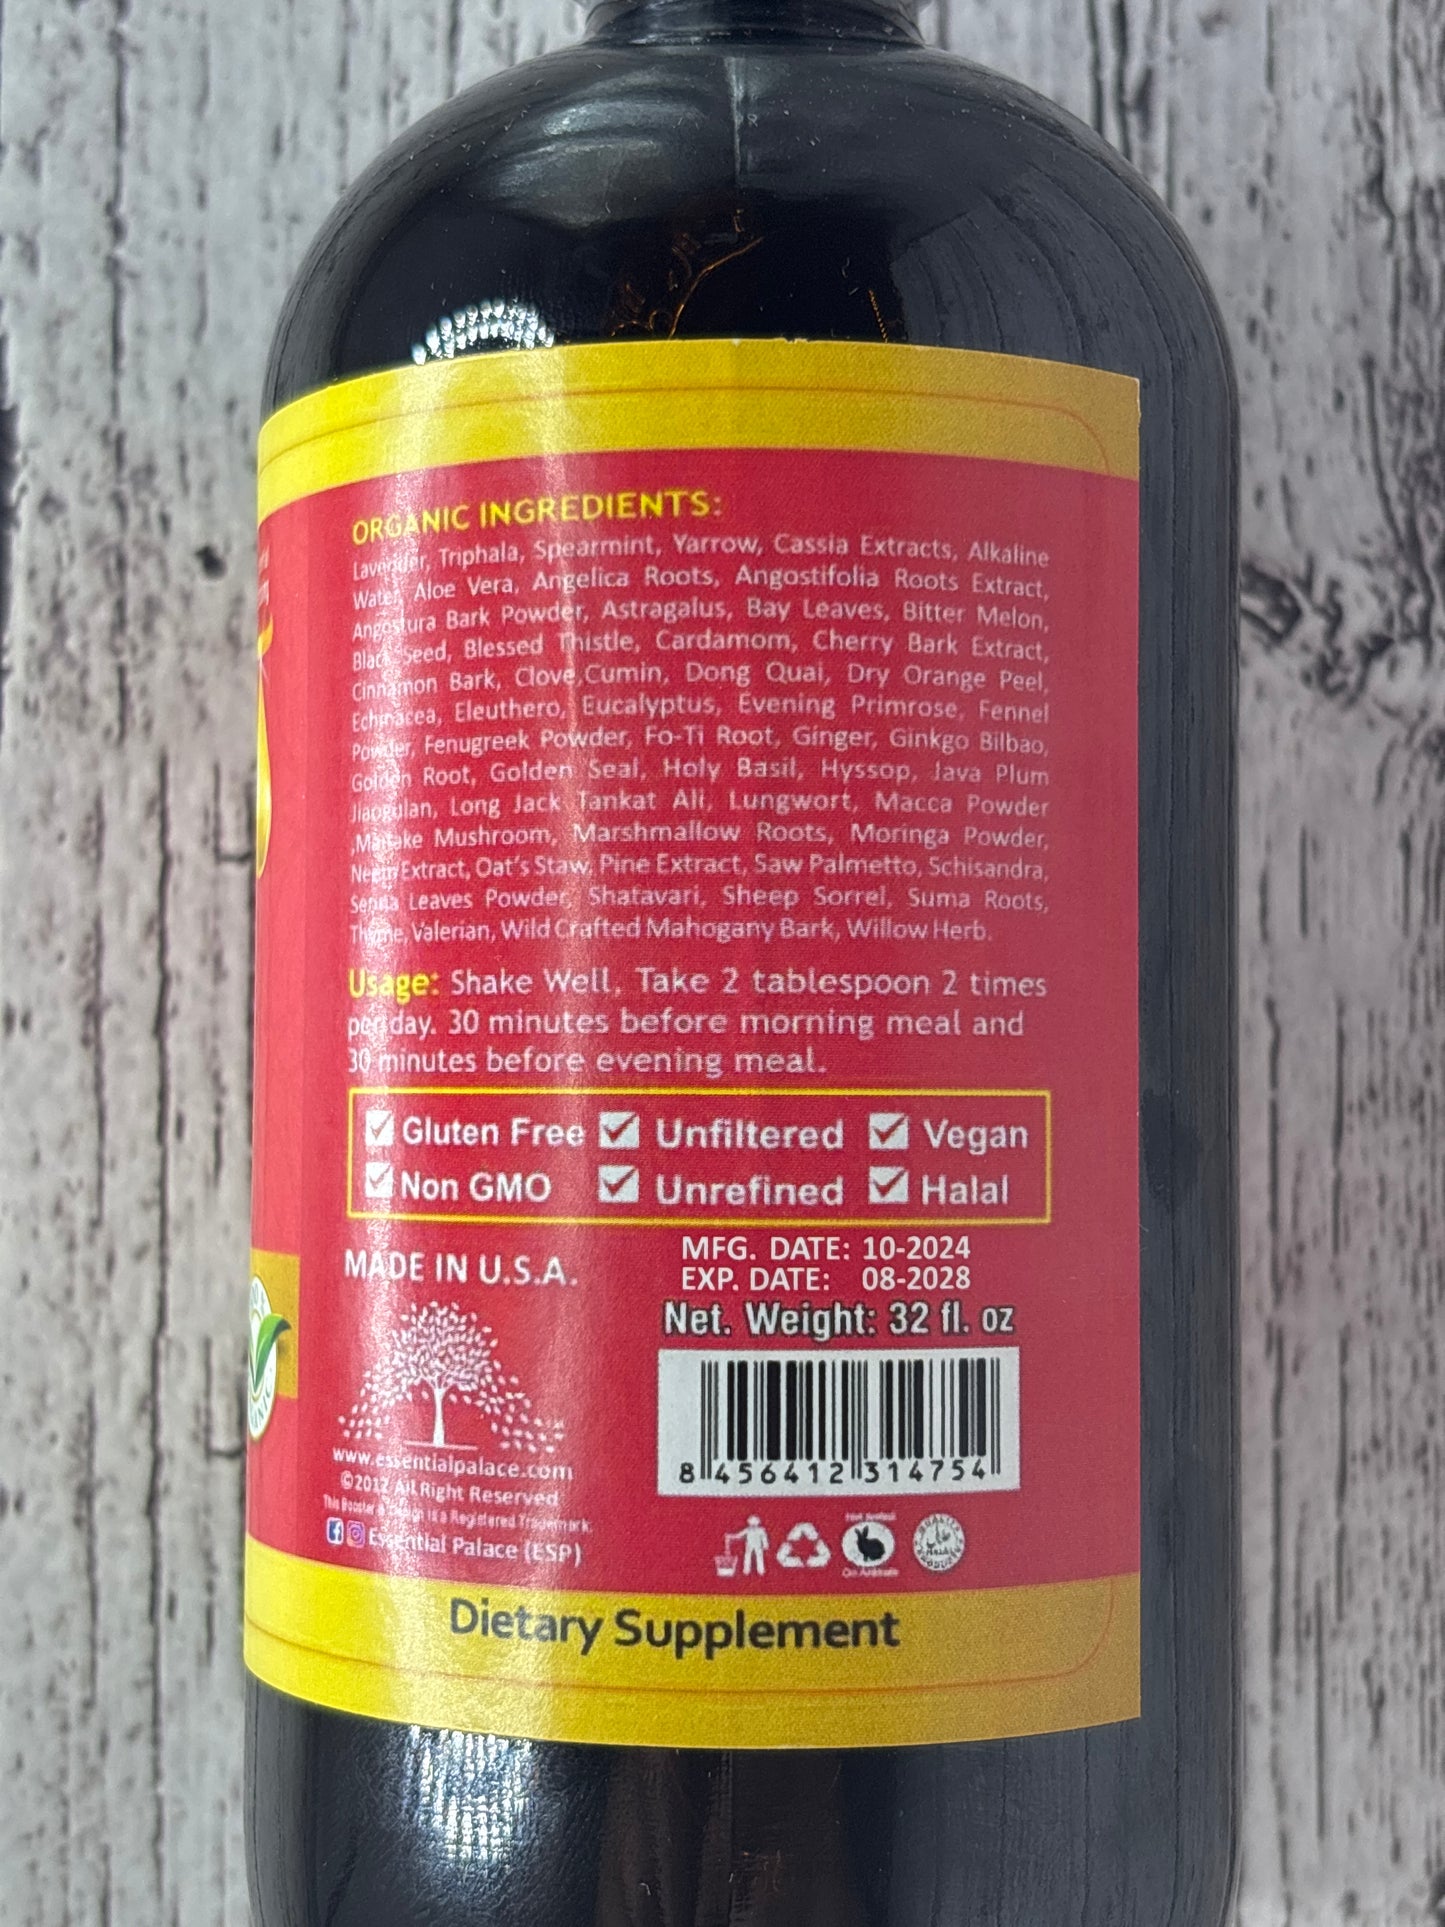 ORGANIC INGREDIENTS:
Lavender, Triphala, Spearmint, Yarrow, Cassia Extracts, Alkaline
Water, Aloe Vera, Angelica Roots, Angostifolia Roots Extract,
Angostura Bark Powder, Astragalus, Bay Leaves, Bitter Melon,
Black Seed, Blessed Thistle, Cardamom, Cherry Bark Extract,
Cinnamon Bark, Clove,Cumin, Dong Quai, Dry Orange Peel,
Echinacea, Eleuthero, Eucalyptus, Evening Primrose, Fennel
Powder, Fenugreek Powder, Fo-Ti Root, Ginger, Ginkgo Bilbao,
Golden Root, Golden Seal, Holy Basil, Hyssop, Java Plum
Jiaogulan, Long Jack Tankat Ali, Lungwort, Macca Powder
,Maitake Mushroom, Marshmallow Roots, Moringa Powder,
Neem Extract, Oat's Staw, Pine Extract, Saw Palmetto, Schisandra,
Senna Leaves Powder, Shatavari, Sheep Sorrel, Suma Roots,
Thyme, Valerian, Wild Crafted Mahogany Bark, Willow Herb.
Usage: Shake Well, Take 2 tablespoon 2 times
per day. 30 minutes before morning meal and
30 minutes before evening meal.
Gluten Free Unfiltered Vegan
Non GMO Unrefined Halal
MADE IN U.S.A.
MFG. DATE: 10-2024
EXP. DATE: 08-2028
Net. Weight: 32 fl. oz
8 456412 314754
www.essentialpalace.com
©2012 All Right Reserved
This Booster & Design is a Registered Trademark.
Essential Palace (ESP)
Dietary Supplement